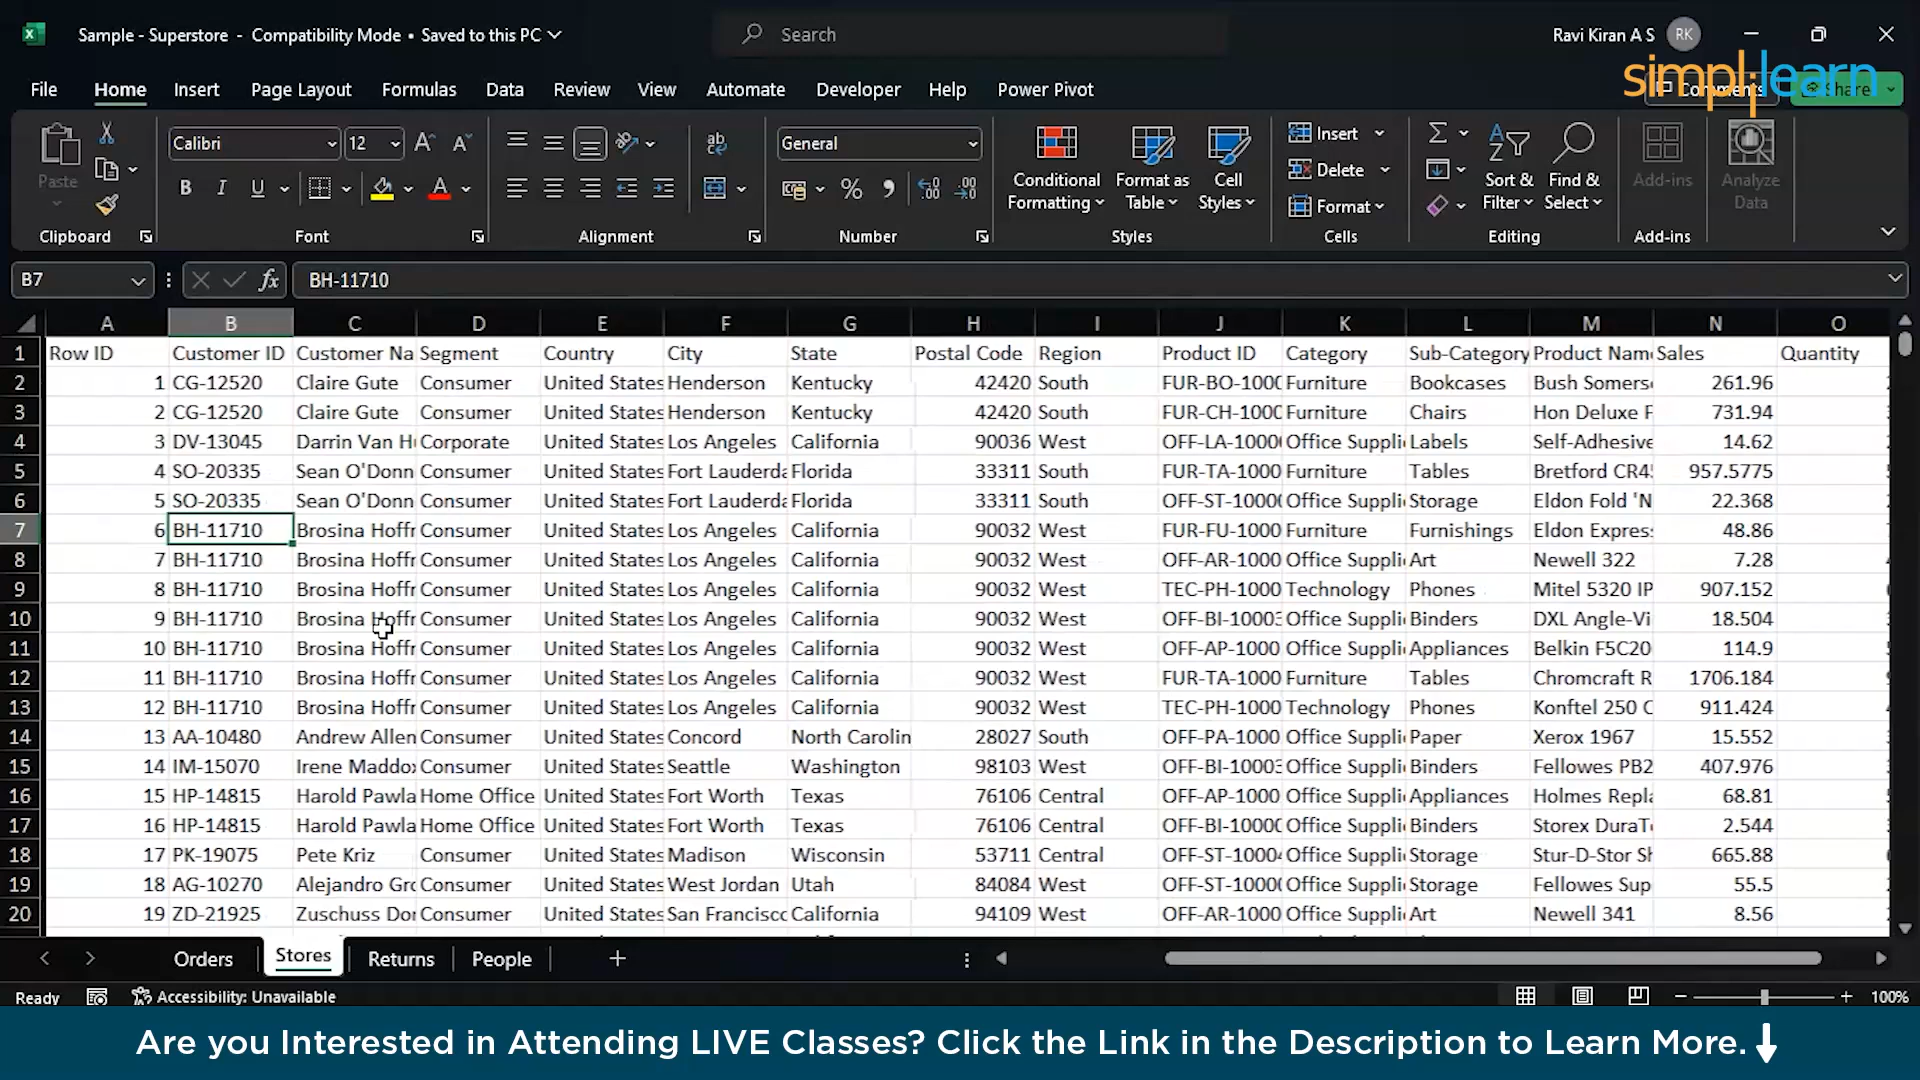 Sample - Superstore - Compatibility Mode • Saved to this PC
Search
Ravi Kiran A S RK
simplilearn
File Home Insert Page Layout Formulas Data Review View Automate Developer Help Power Pivot Comments Share
Paste Calibri 12 General
Conditional Formatting Format as Table Cell Styles
Insert
Delete
Format
Sort & Filter Find & Select Add-ins Analyze Data
Clipboard Font Alignment Number Styles Cells Editing Add-ins
B7 fx BH-11710
A B C D E F G H I J K L M N O
1 Row ID Customer ID Customer Na Segment Country City State Postal Code Region Product ID Category Sub-Category Product Name Sales Quantity
2 1 CG-12520 Claire Gute Consumer United States Henderson Kentucky 42420 South FUR-BO-1000 Furniture Bookcases Bush Somers 261.96
3 2 CG-12520 Claire Gute Consumer United States Henderson Kentucky 42420 South FUR-CH-1000 Furniture Chairs Hon Deluxe F 731.94
4 3 DV-13045 Darrin Van H Corporate United States Los Angeles California 90036 West OFF-LA-1000 Office Suppli Labels Self-Adhesive 14.62
5 4 SO-20335 Sean O'Donn Consumer United States Fort Lauderda Florida 33311 South FUR-TA-1000 Furniture Tables Bretford CR4 957.5775
6 5 SO-20335 Sean O'Donn Consumer United States Fort Lauderda Florida 33311 South OFF-ST-1000 Office Suppli Storage Eldon Fold 'N 22.368
7 6 BH-11710 Brosina Hoffr Consumer United States Los Angeles California 90032 West FUR-FU-1000 Furniture Furnishings Eldon Expres 48.86
8 7 BH-11710 Brosina Hoffr Consumer United States Los Angeles California 90032 West OFF-AR-1000 Office Suppli Art Newell 322 7.28
9 8 BH-11710 Brosina Hoffr Consumer United States Los Angeles California 90032 West TEC-PH-1000 Technology Phones Mitel 5320 IP 907.152
10 9 BH-11710 Brosina Hoffr Consumer United States Los Angeles California 90032 West OFF-BI-1000 Office Suppli Binders DXL Angle-Vi 18.504
11 10 BH-11710 Brosina Hoffr Consumer United States Los Angeles California 90032 West OFF-AP-1000 Office Suppli Appliances Belkin F5C20 114.9
12 11 BH-11710 Brosina Hoffr Consumer United States Los Angeles California 90032 West FUR-TA-1000 Furniture Tables Chromcraft R 1706.184
13 12 BH-11710 Brosina Hoffr Consumer United States Los Angeles California 90032 West TEC-PH-1000 Technology Phones Konftel 250 C 911.424
14 13 AA-10480 Andrew Allen Consumer United States Concord North Carolin 28027 South OFF-PA-1000 Office Suppli Paper Xerox 1967 15.552
15 14 IM-15070 Irene Maddox Consumer United States Seattle Washington 98103 West OFF-BI-1000 Office Suppli Binders Fellowes PB2 407.976
16 15 HP-14815 Harold Pawla Home Office United States Fort Worth Texas 76106 Central OFF-AP-1000 Office Suppli Appliances Holmes Repla 68.81
17 16 HP-14815 Harold Pawla Home Office United States Fort Worth Texas 76106 Central OFF-BI-1000 Office Suppli Binders Storex DuraT 2.544
18 17 PK-19075 Pete Kriz Consumer United States Madison Wisconsin 53711 Central OFF-ST-1000 Office Suppli Storage Stur-D-Stor Sh 665.88
19 18 AG-10270 Alejandro Gro Consumer United States West Jordan Utah 84084 West OFF-ST-1000 Office Suppli Storage Fellowes Sup 55.5
20 19 ZD-21925 Zuschuss Dor Consumer United States San Francisco California 94109 West OFF-AR-1000 Office Suppli Art Newell 341 8.56
Orders Stores Returns People
Ready Accessibility: Unavailable 100%
Are you Interested in Attending LIVE Classes? Click the Link in the Description to Learn More.